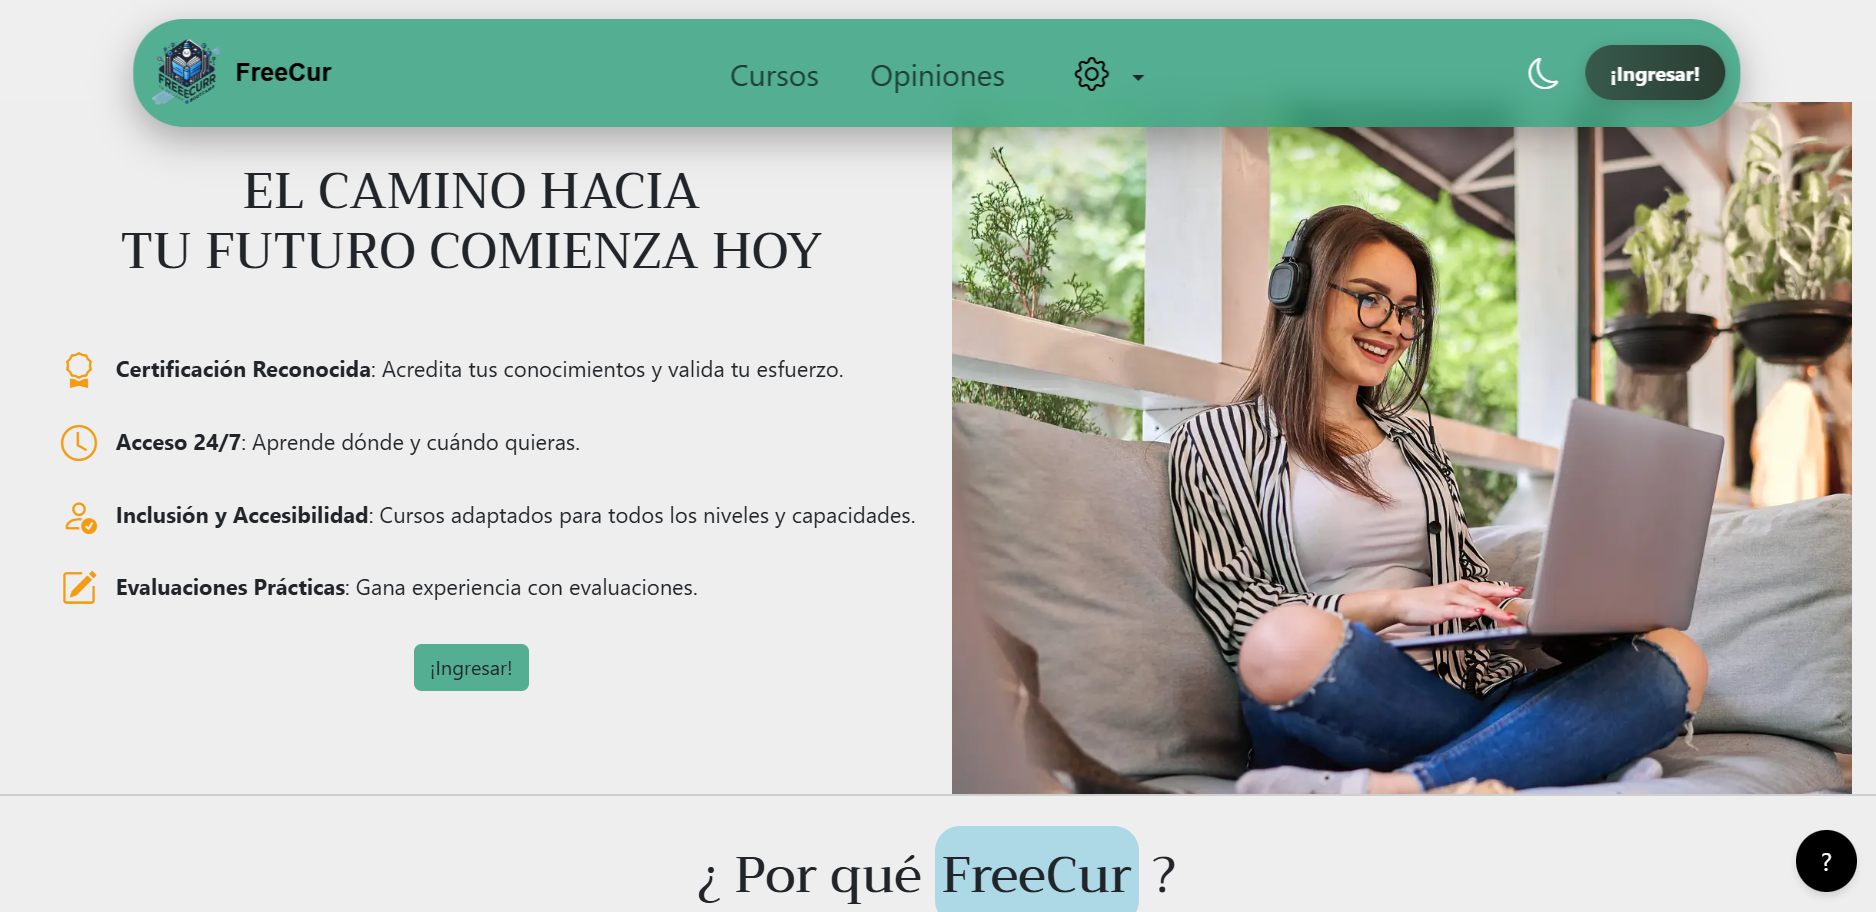 FREEECURR
FreeCur
Cursos
Opiniones
¡Ingresar!
EL CAMINO HACIA
TU FUTURO COMIENZA HOY
Certificación Reconocida: Acredita tus conocimientos y valida tu esfuerzo.
Acceso 24/7: Aprende dónde y cuándo quieras.
Inclusión y Accesibilidad: Cursos adaptados para todos los niveles y capacidades.
Evaluaciones Prácticas: Gana experiencia con evaluaciones.
¡Ingresar!
¿ Por qué FreeCur ?
?